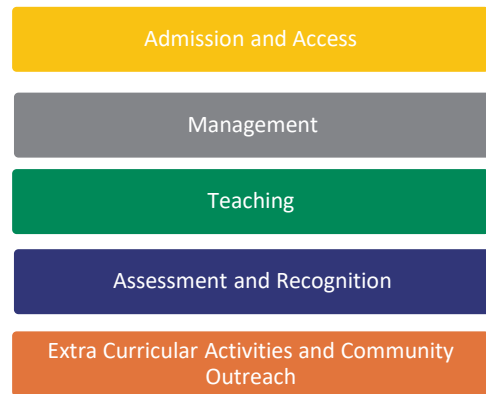 Admission and Access
Management
Teaching
Assessment and Recognition
Extra Curricular Activities and Community
Outreach